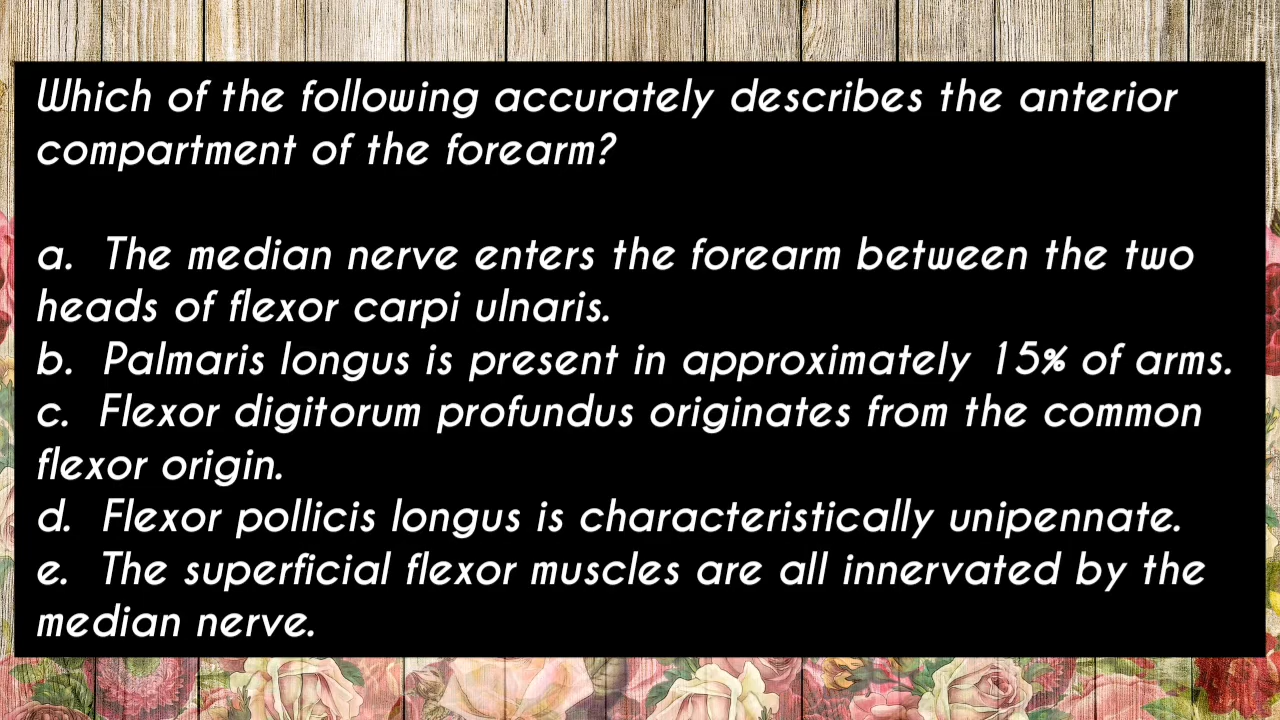 Which of the following accurately describes the anterior
compartment of the forearm?
a. The median nerve enters the forearm between the two
heads of flexor carpi ulnaris.
b. Palmaris longus is present in approximately 15% of arms.
c. Flexor digitorum profundus originates from the common
flexor origin.
d. Flexor pollicis longus is characteristically unipennate.
e. The superficial flexor muscles are all innervated by the
median nerve.